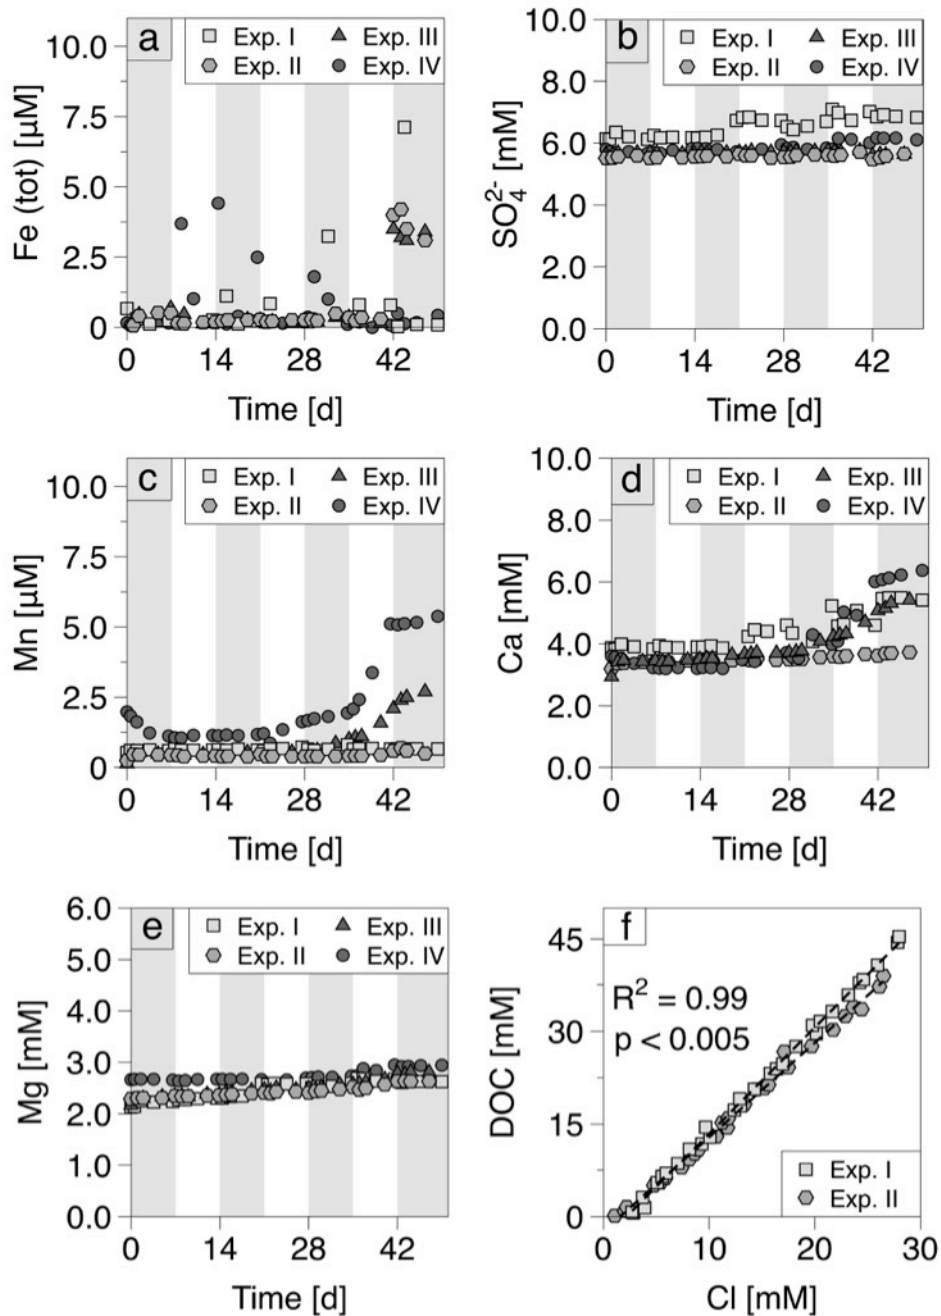 a
Exp. I
Exp. III
Exp. II
Exp. IV
10.0
7.5
5.0
2.5
0
Fe (tot) [µM]
0 14 28 42
Time [d]
b
Exp. I
Exp. III
Exp. II
Exp. IV
10.0
8.0
6.0
4.0
2.0
0.0
SO₄²⁻ [mM]
0 14 28 42
Time [d]
c
Exp. I
Exp. III
Exp. II
Exp. IV
10.0
7.5
5.0
2.5
0
Mn [µM]
0 14 28 42
Time [d]
d
Exp. I
Exp. III
Exp. II
Exp. IV
10.0
8.0
6.0
4.0
2.0
0.0
Ca [mM]
0 14 28 42
Time [d]
e
Exp. I
Exp. III
Exp. II
Exp. IV
6.0
5.0
4.0
3.0
2.0
1.0
0.0
Mg [mM]
0 14 28 42
Time [d]
f
R² = 0.99
p < 0.005
45
30
15
0
DOC [mM]
Exp. I
Exp. II
0 10 20 30
Cl [mM]